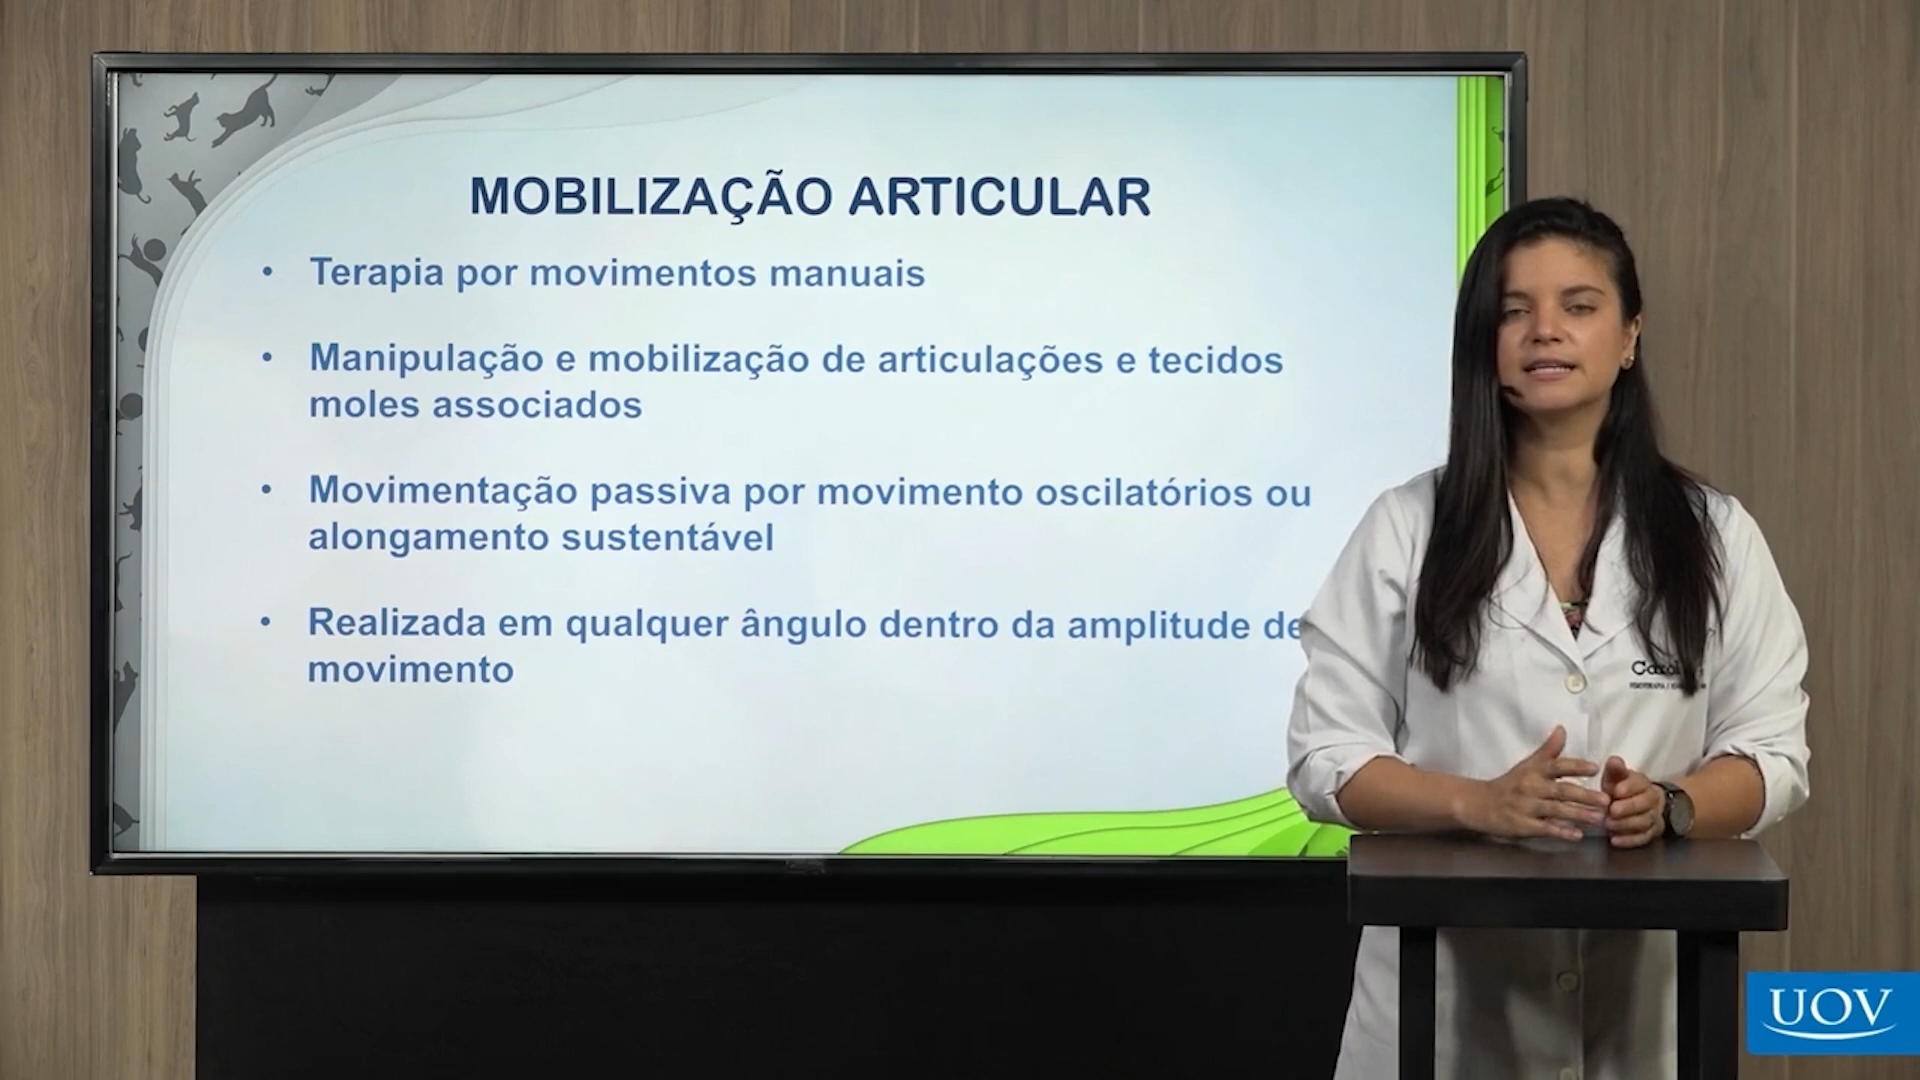 MOBILIZAÇÃO ARTICULAR
• Terapia por movimentos manuais
• Manipulação e mobilização de articulações e tecidos
moles associados
• Movimentação passiva por movimento oscilatórios ou
alongamento sustentável
• Realizada em qualquer ângulo dentro da amplitude de
movimento
UOV